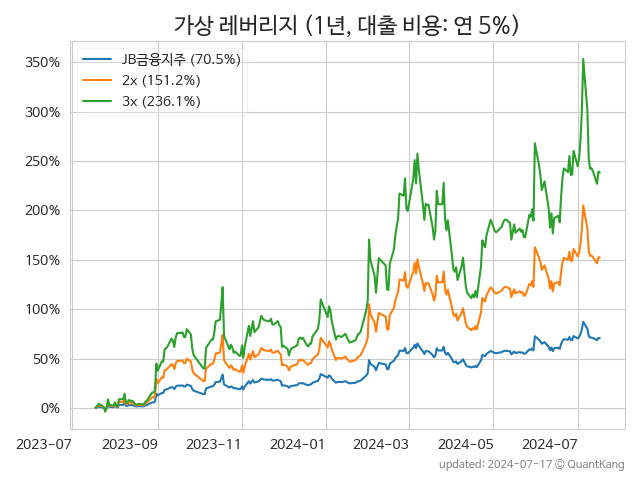 가상 레버리지 (1년, 대출 비용: 연 5%)
JB금융지주 (70.5%)
2x (151.2%)
3x (236.1%)
350%
300%
250%
200%
150%
100%
50%
0%
2023-07 2023-09 2023-11 2024-01 2024-03 2024-05 2024-07
updated: 2024-07-17 © QuantKang